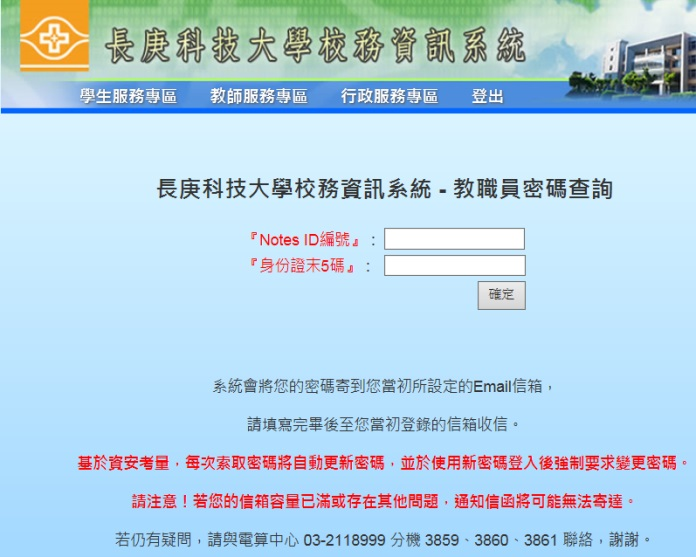 長庚科技大學校務資訊系統
學生服務專區 教師服務專區 行政服務專區 登出
長庚科技大學校務資訊系統 - 教職員密碼查詢
『Notes ID編號』：
『身份證末5碼』：
確定
系統會將您的密碼寄到您當初所設定的Email信箱，
請填寫完畢後至您當初登錄的信箱收信。
基於資安考量，每次索取密碼將自動更新密碼，並於使用新密碼登入後強制要求變更密碼。
請注意！若您的信箱容量已滿或存在其他問題，通知信函將可能無法寄達。
若仍有疑問，請與電算中心 03-2118999 分機 3859、3860、3861 聯絡，謝謝。